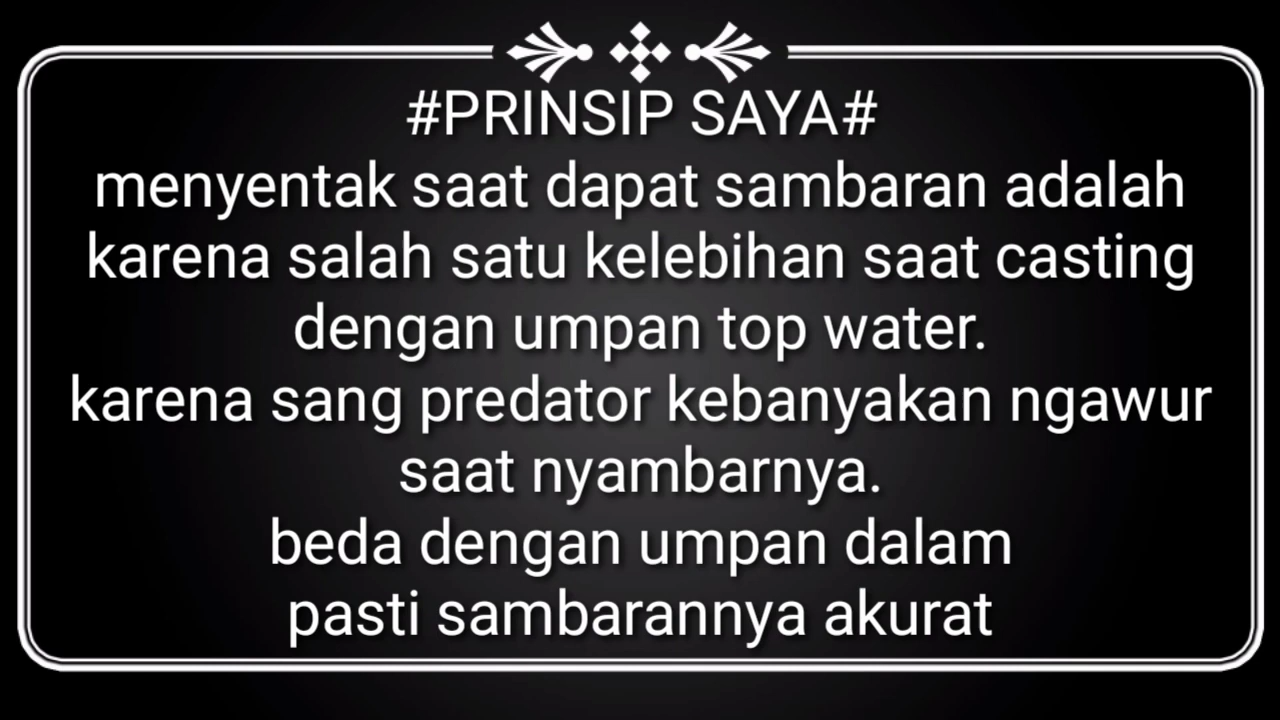 #PRINSIP SAYA#
menyentak saat dapat sambaran adalah
karena salah satu kelebihan saat casting
dengan umpan top water.
karena sang predator kebanyakan ngawur
saat nyambarnya.
beda dengan umpan dalam
pasti sambarannya akurat